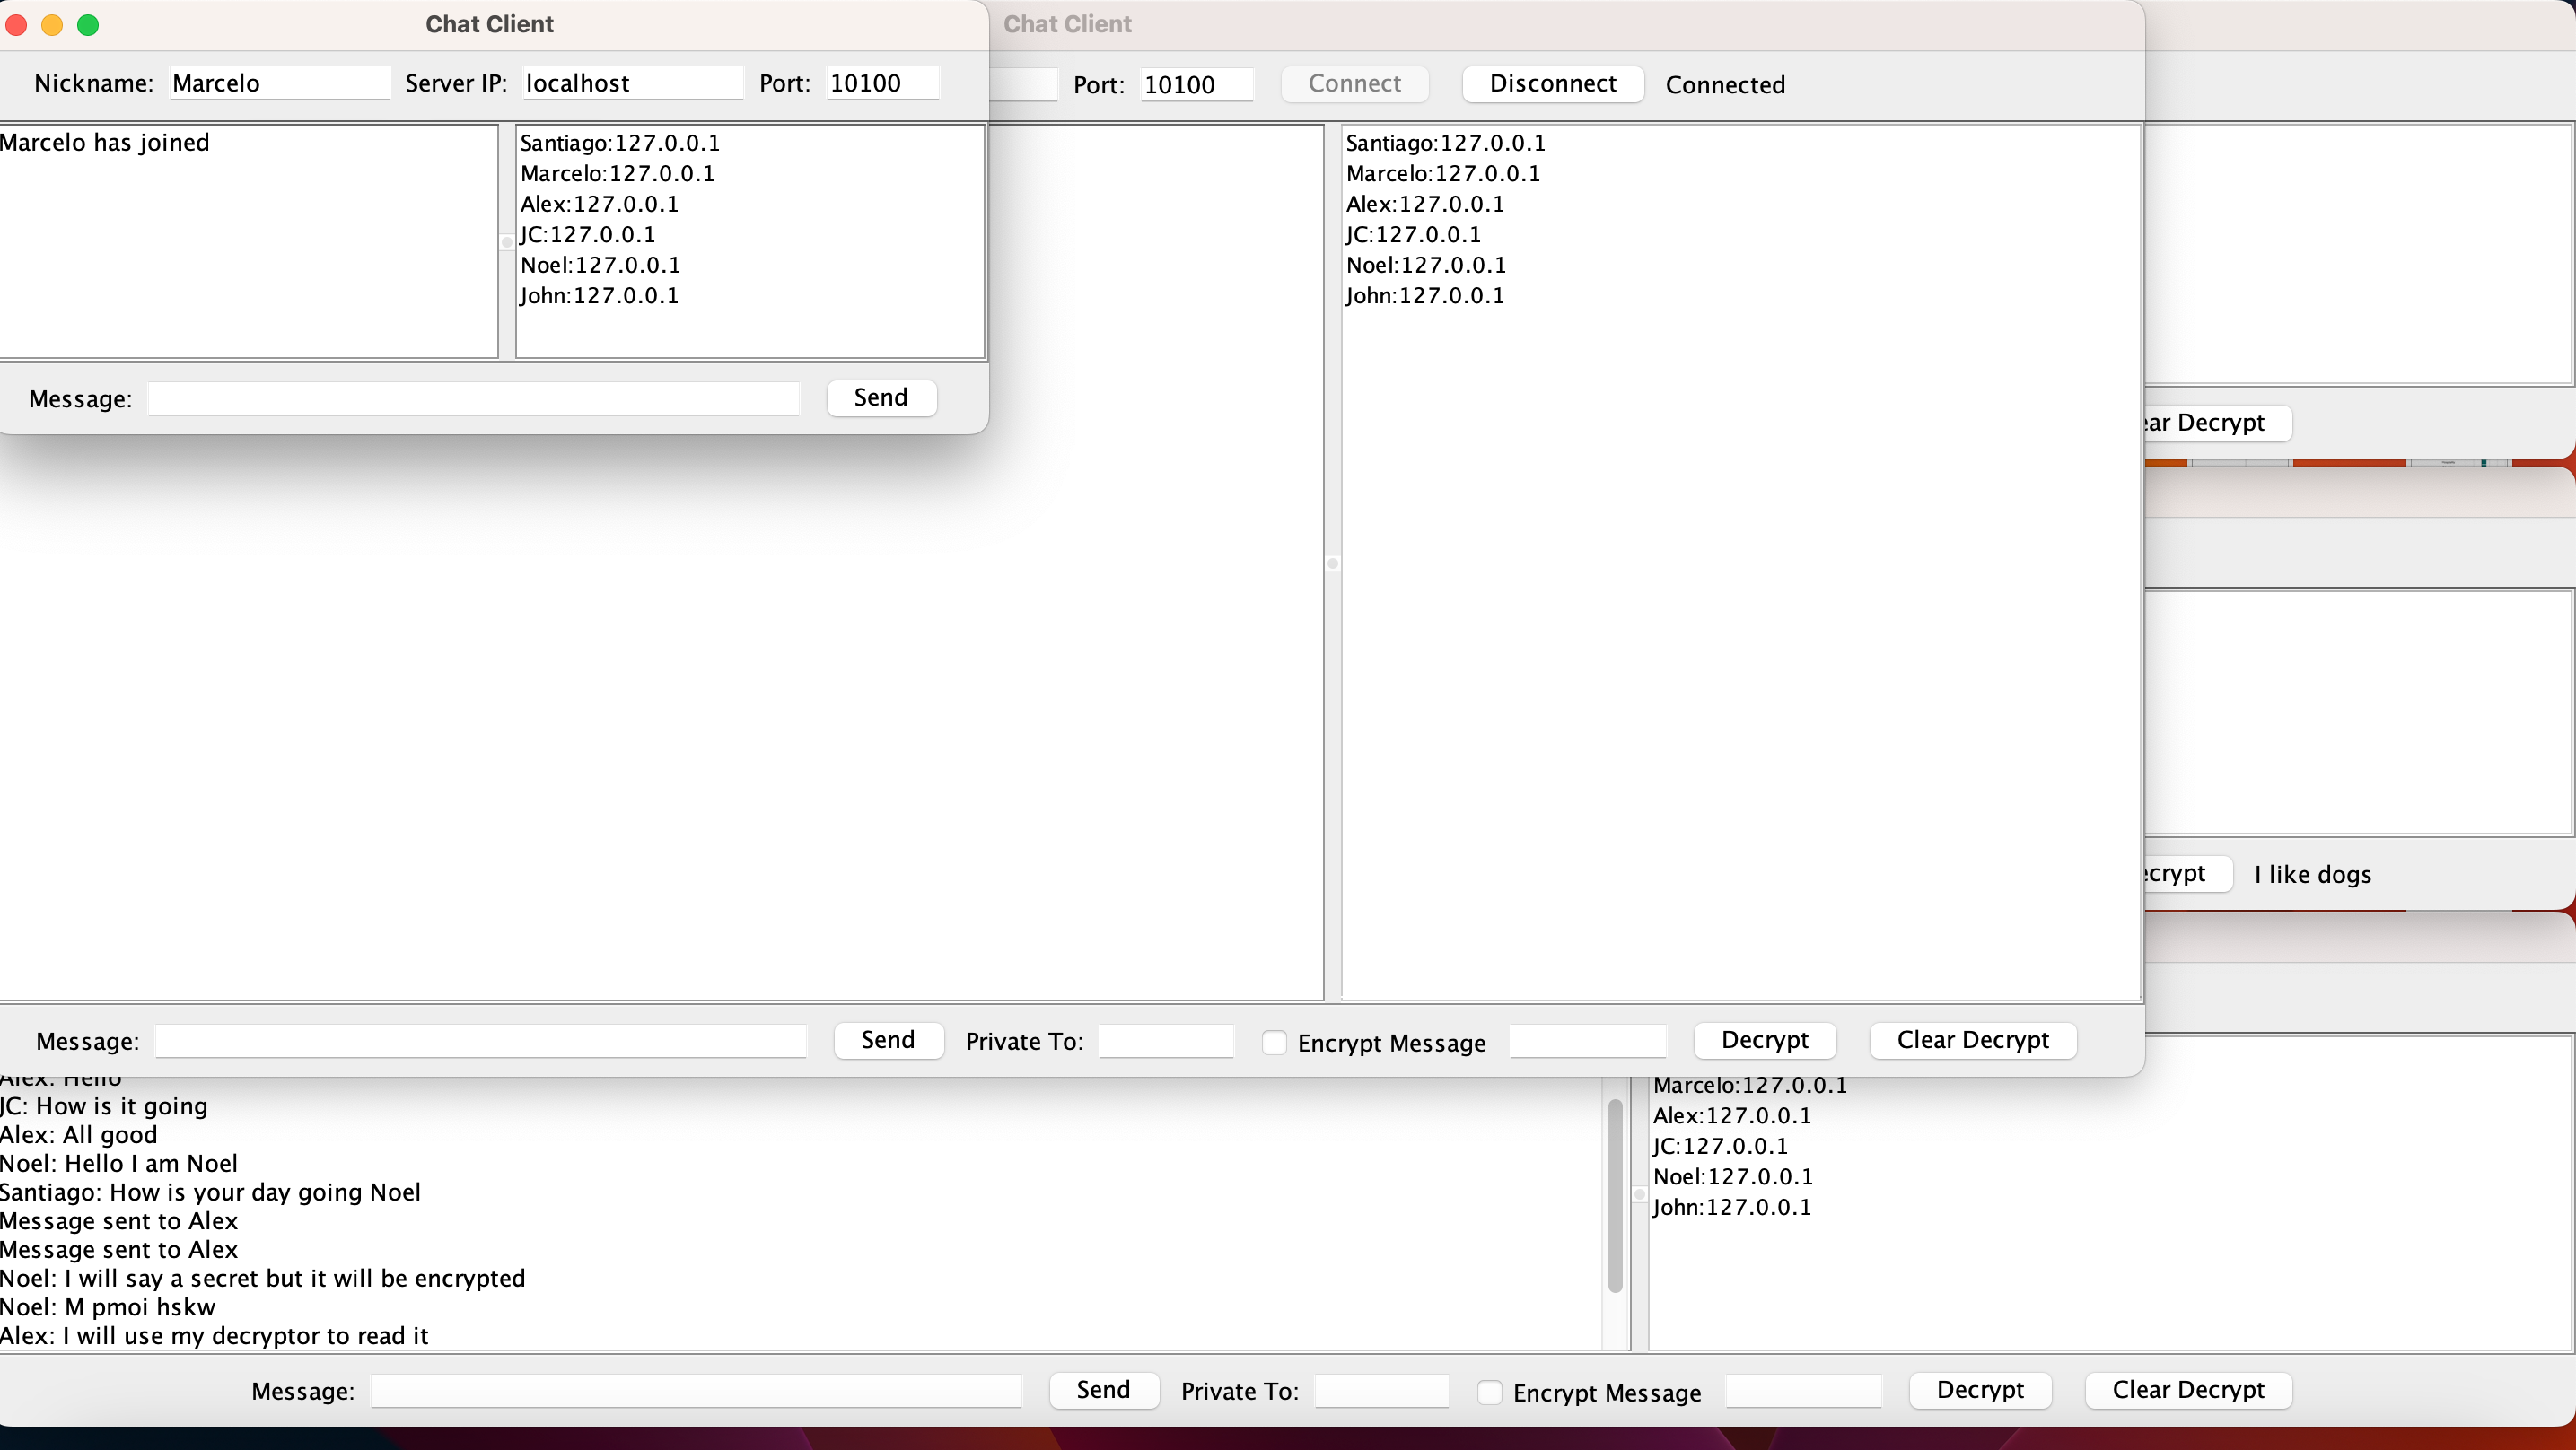 Chat Client
Nickname: Marcelo Server IP: localhost Port: 10100
Marcelo has joined
Santiago:127.0.0.1
Marcelo:127.0.0.1
Alex:127.0.0.1
JC:127.0.0.1
Noel:127.0.0.1
John:127.0.0.1
Message: Send
Chat Client
Port: 10100 Connect Disconnect Connected
Santiago:127.0.0.1
Marcelo:127.0.0.1
Alex:127.0.0.1
JC:127.0.0.1
Noel:127.0.0.1
John:127.0.0.1
Message: Send Private To: Encrypt Message Decrypt Clear Decrypt
ear Decrypt
ecrypt I like dogs
Alex: Hello
JC: How is it going
Alex: All good
Noel: Hello I am Noel
Santiago: How is your day going Noel
Message sent to Alex
Message sent to Alex
Noel: I will say a secret but it will be encrypted
Noel: M pmoi hskw
Alex: I will use my decryptor to read it
Marcelo:127.0.0.1
Alex:127.0.0.1
JC:127.0.0.1
Noel:127.0.0.1
John:127.0.0.1
Message: Send Private To: Encrypt Message Decrypt Clear Decrypt